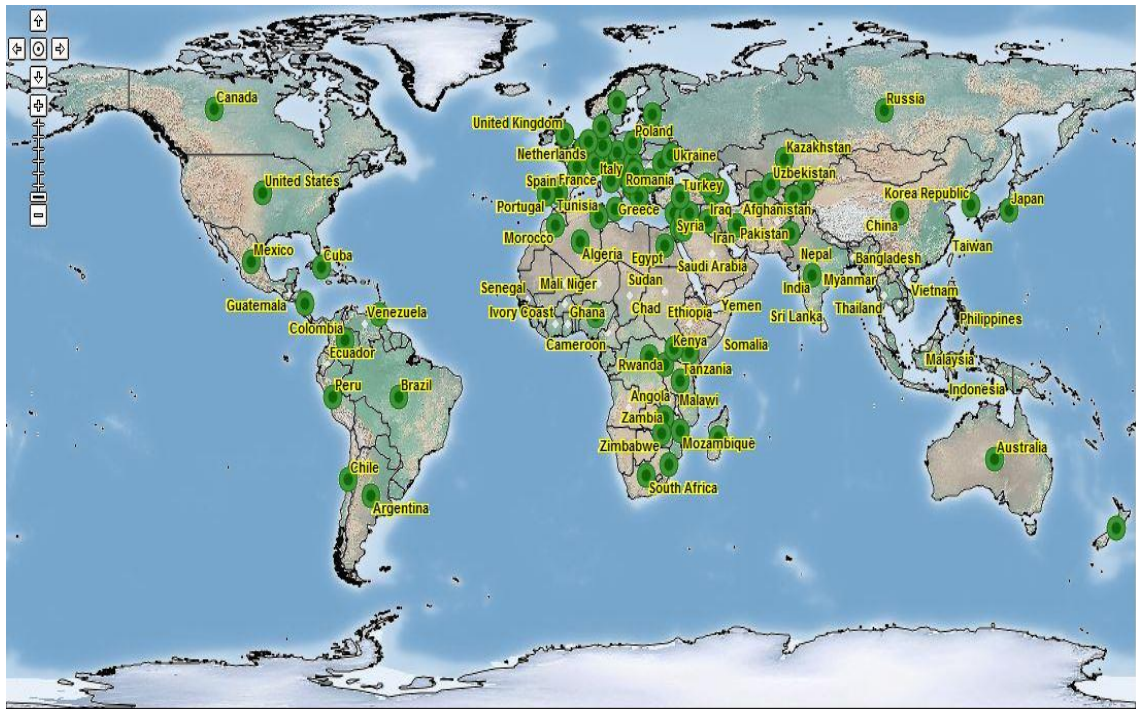 Canada
Russia
United Kingdom
Poland
Netherlands
Ukraine
Kazakhstan
Italy
United States
Spain
France
Romania
Turkey
Uzbekistan
Korea Republic
Japan
Portugal
Tunisia
Greece
Iraq
Afghanistan
China
Syria
Morocco
Iran
Pakistan
Mexico
Cuba
Algeria
Egypt
Nepal
Bangladesh
Taiwan
Saudi Arabia
Senegal
Mali
Niger
Sudan
India
Myanmar
Vietnam
Guatemala
Venezuela
Ivory Coast
Ghana
Chad
Ethiopia
Yemen
Sri Lanka
Thailand
Philippines
Colombia
Ecuador
Cameroon
Kenya
Somalia
Rwanda
Tanzania
Malaysia
Peru
Brazil
Angola
Malawi
Indonesia
Zambia
Zimbabwe
Mozambique
Australia
Chile
South Africa
Argentina